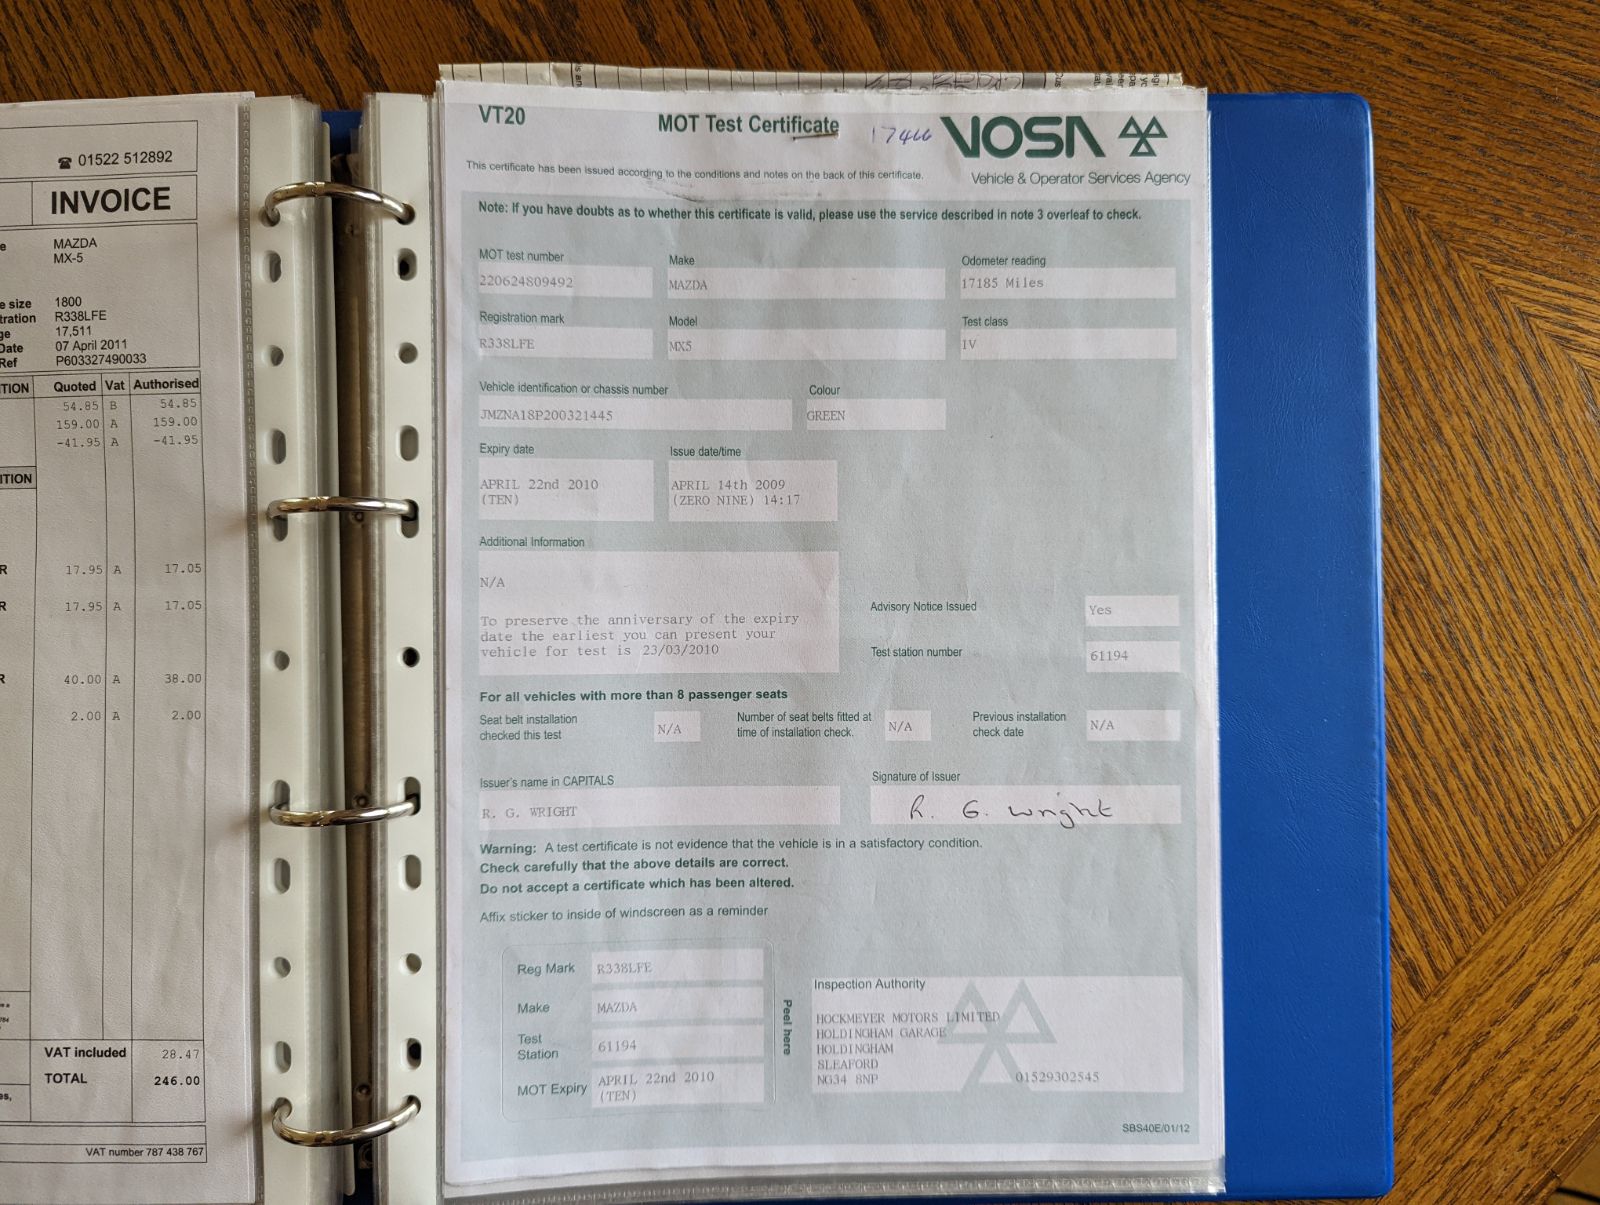 ☎ 01522 512892
INVOICE
MAZDA
MX-5
e size 1800
tration R338LFE
ge 17,511
Date 07 April 2011
Ref P603327490033
TION Quoted Vat Authorised
54.85 B 54.85
159.00 A 159.00
-41.95 A -41.95
ITION
R 17.95 A 17.05
R 17.95 A 17.05
R 40.00 A 38.00
2.00 A 2.00
VAT included 28.47
TOTAL 246.00
VAT number 787 438 767
VT20
MOT Test Certificate
17466
VOSA
Vehicle & Operator Services Agency
This certificate has been issued according to the conditions and notes on the back of this certificate.
Note: If you have doubts as to whether this certificate is valid, please use the service described in note 3 overleaf to check.
MOT test number Make Odometer reading
220624809492 MAZDA 17185 Miles
Registration mark Model Test class
R338LFE MX5 IV
Vehicle identification or chassis number Colour
JMZNA18P200321445 GREEN
Expiry date Issue date/time
APRIL 22nd 2010 APRIL 14th 2009
(TEN) (ZERO NINE) 14:17
Additional Information
N/A
To preserve the anniversary of the expiry
date the earliest you can present your
vehicle for test is 23/03/2010
Advisory Notice Issued Yes
Test station number 61194
For all vehicles with more than 8 passenger seats
Seat belt installation
checked this test N/A
Number of seat belts fitted at
time of installation check. N/A
Previous installation
check date N/A
Issuer's name in CAPITALS Signature of Issuer
R. G. WRIGHT R. G. Wright
Warning: A test certificate is not evidence that the vehicle is in a satisfactory condition.
Check carefully that the above details are correct.
Do not accept a certificate which has been altered.
Affix sticker to inside of windscreen as a reminder
Reg Mark R338LFE
Make MAZDA
Test
Station 61194
MOT Expiry APRIL 22nd 2010
(TEN)
Peel here
Inspection Authority
HOCKMEYER MOTORS LIMITED
HOLDINGHAM GARAGE
HOLDINGHAM
SLEAFORD
NG34 8NP 01529302545
SBS40E/01/12